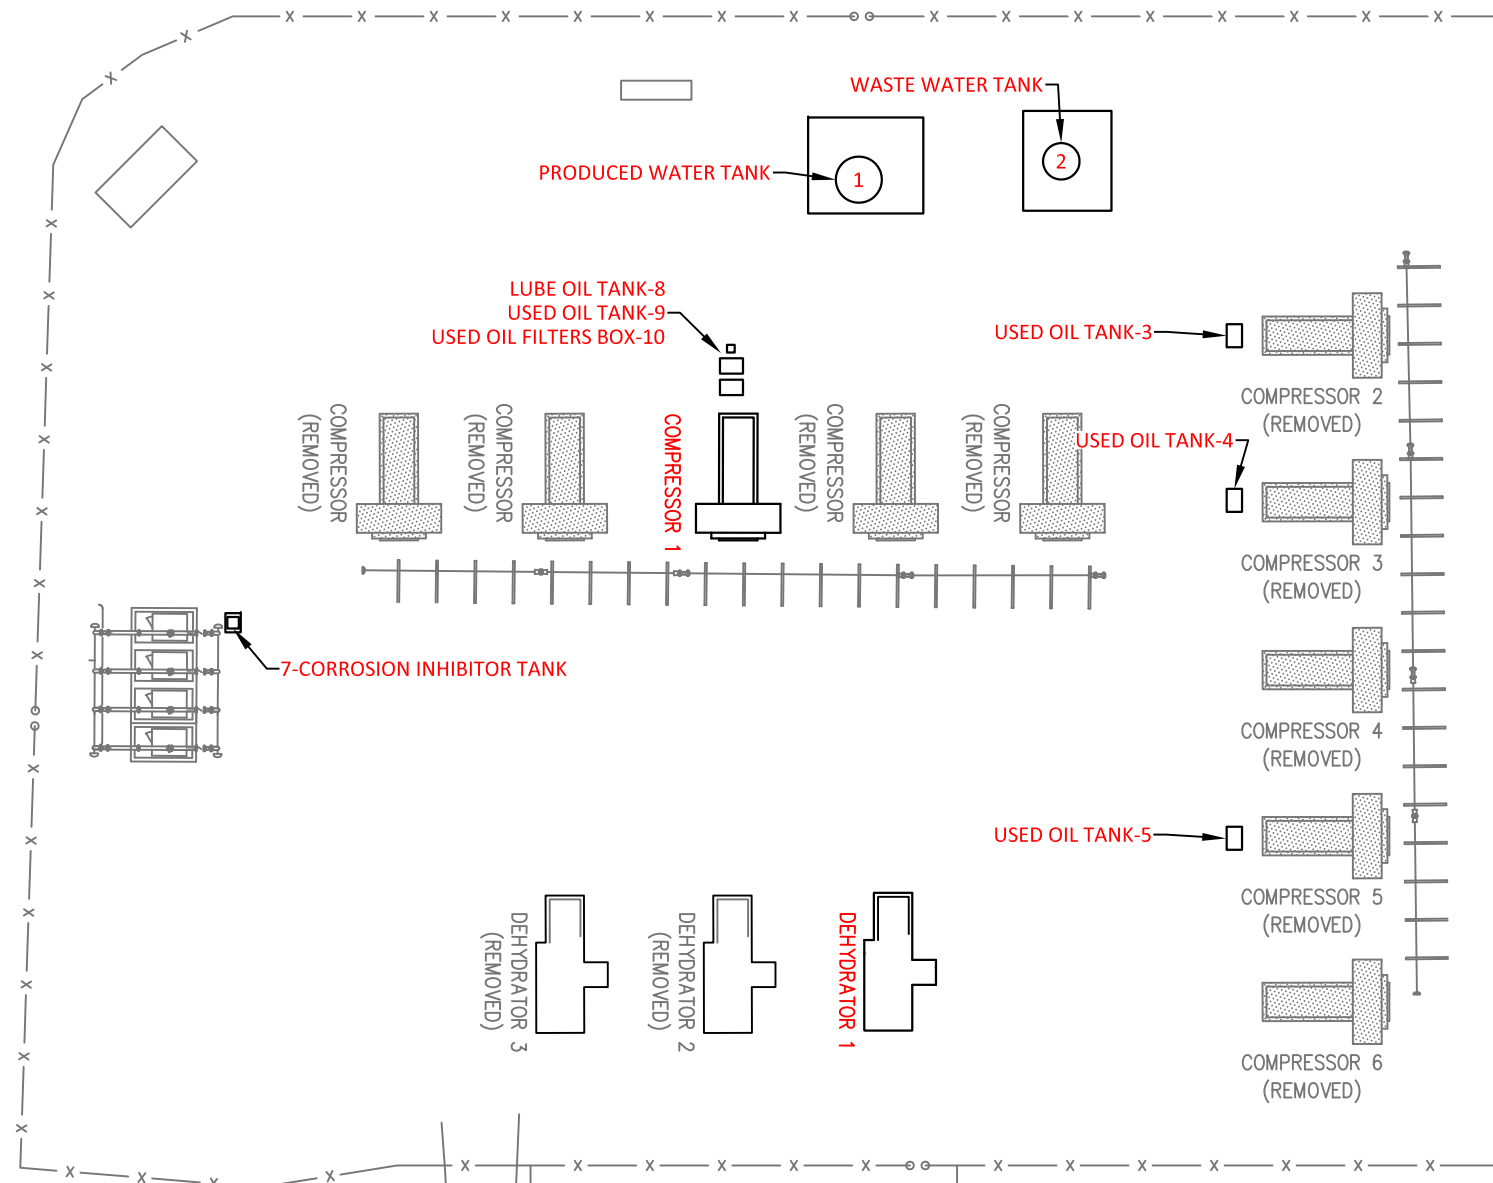 WASTE WATER TANK
2
PRODUCED WATER TANK
1
LUBE OIL TANK-8
USED OIL TANK-9
USED OIL FILTERS BOX-10
USED OIL TANK-3
COMPRESSOR 2
(REMOVED)
COMPRESSOR
(REMOVED)
COMPRESSOR
(REMOVED)
COMPRESSOR 1
COMPRESSOR
(REMOVED)
COMPRESSOR
(REMOVED)
USED OIL TANK-4
COMPRESSOR 3
(REMOVED)
7-CORROSION INHIBITOR TANK
COMPRESSOR 4
(REMOVED)
USED OIL TANK-5
COMPRESSOR 5
(REMOVED)
DEHYDRATOR 3
(REMOVED)
DEHYDRATOR 2
(REMOVED)
DEHYDRATOR 1
COMPRESSOR 6
(REMOVED)